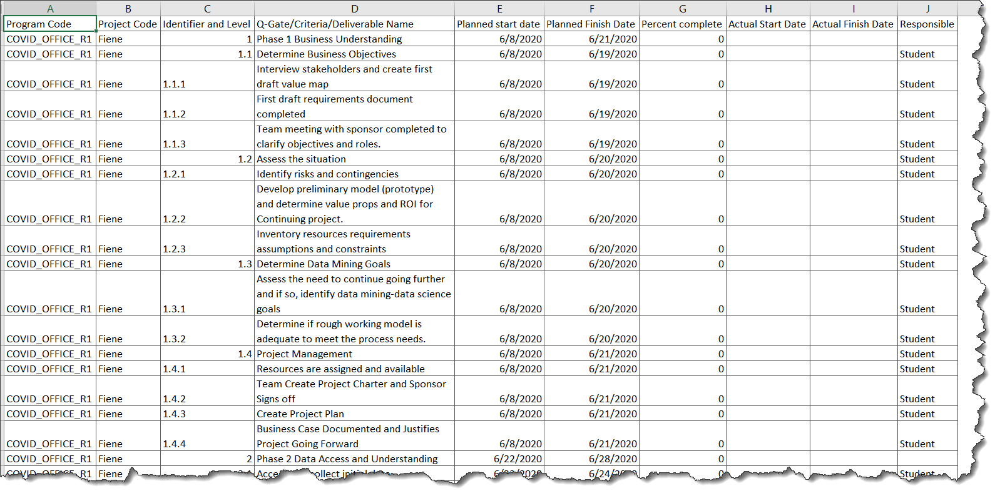 A B C D E F G H I J
Program Code Project Code Identifier and Level Q-Gate/Criteria/Deliverable Name Planned start date Planned Finish Date Percent complete Actual Start Date Actual Finish Date Responsible
COVID_OFFICE_R1 Fiene 1 Phase 1 Business Understanding 6/8/2020 6/21/2020 0
COVID_OFFICE_R1 Fiene 1.1 Determine Business Objectives 6/8/2020 6/19/2020 0 Student
Interview stakeholders and create first
COVID_OFFICE_R1 Fiene 1.1.1 draft value map 6/8/2020 6/19/2020 0 Student
First draft requirements document
COVID_OFFICE_R1 Fiene 1.1.2 completed 6/8/2020 6/19/2020 0 Student
Team meeting with sponsor completed to
COVID_OFFICE_R1 Fiene 1.1.3 clarify objectives and roles. 6/8/2020 6/19/2020 0 Student
COVID_OFFICE_R1 Fiene 1.2 Assess the situation 6/8/2020 6/20/2020 0 Student
COVID_OFFICE_R1 Fiene 1.2.1 Identify risks and contingencies 6/8/2020 6/20/2020 0 Student
Develop preliminary model (prototype)
and determine value props and ROI for
COVID_OFFICE_R1 Fiene 1.2.2 Continuing project. 6/8/2020 6/20/2020 0 Student
Inventory resources requirements
COVID_OFFICE_R1 Fiene 1.2.3 assumptions and constraints 6/8/2020 6/20/2020 0 Student
COVID_OFFICE_R1 Fiene 1.3 Determine Data Mining Goals 6/8/2020 6/20/2020 0 Student
Assess the need to continue going further
and if so, identify data mining-data science
COVID_OFFICE_R1 Fiene 1.3.1 goals 6/8/2020 6/20/2020 0 Student
Determine if rough working model is
COVID_OFFICE_R1 Fiene 1.3.2 adequate to meet the process needs. 6/8/2020 6/20/2020 0 Student
COVID_OFFICE_R1 Fiene 1.4 Project Management 6/8/2020 6/21/2020 0 Student
COVID_OFFICE_R1 Fiene 1.4.1 Resources are assigned and available 6/8/2020 6/21/2020 0 Student
Team Create Project Charter and Sponsor
COVID_OFFICE_R1 Fiene 1.4.2 Signs off 6/8/2020 6/21/2020 0 Student
COVID_OFFICE_R1 Fiene 1.4.3 Create Project Plan 6/8/2020 6/21/2020 0 Student
Business Case Documented and Justifies
COVID_OFFICE_R1 Fiene 1.4.4 Project Going Forward 6/8/2020 6/21/2020 0 Student
COVID_OFFICE_R1 Fiene 2 Phase 2 Data Access and Understanding 6/22/2020 6/28/2020 0
Fiene Student